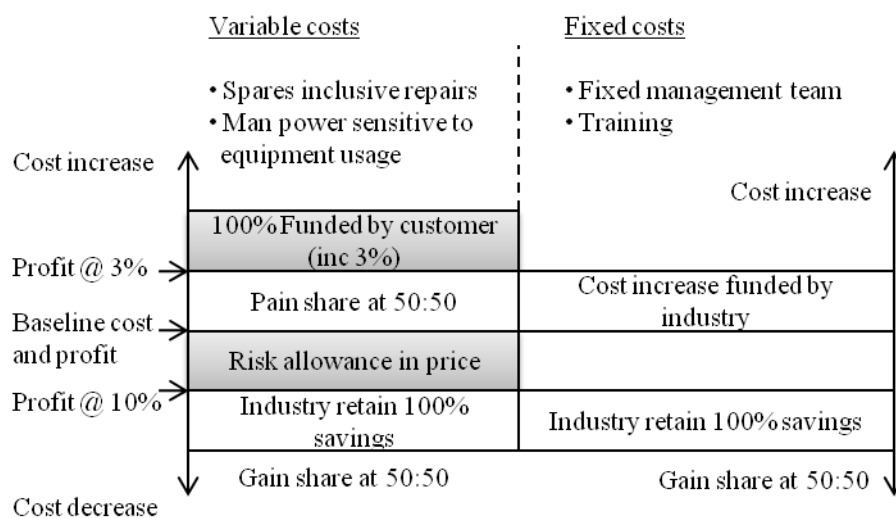 Variable costs
Fixed costs
• Spares inclusive repairs
• Man power sensitive to
equipment usage
• Fixed management team
• Training
Cost increase
Cost increase
100% Funded by customer
(inc 3%)
Profit @ 3%
Pain share at 50:50
Cost increase funded by
industry
Baseline cost
and profit
Risk allowance in price
Profit @ 10%
Industry retain 100%
savings
Industry retain 100% savings
Gain share at 50:50
Gain share at 50:50
Cost decrease